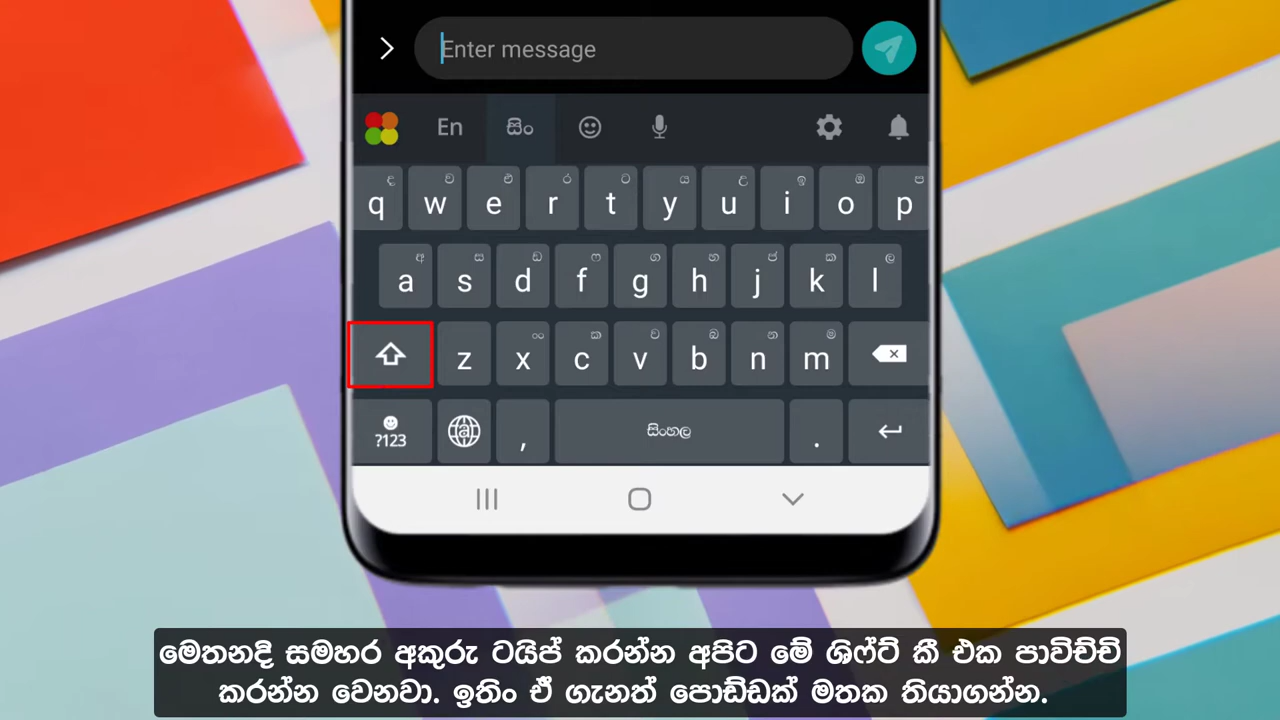 Enter message
En සිං
q ද w ව e එ r ර t ට y ය u උ i ඉ o ඔ p ප
a අ s ස d ඩ f ෆ g ග h හ j ජ k ක l ල
z x c ක v ව b බ n න m ම
?123 , සිංහල .
මෙතනදි සමහර අකුරු ටයිප් කරන්න අපිට මේ ශිෆ්ට් කී එක පාවිච්චි
කරන්න වෙනවා. ඉතිං ඒ ගැනත් පොඩ්ඩක් මතක තියාගන්න.